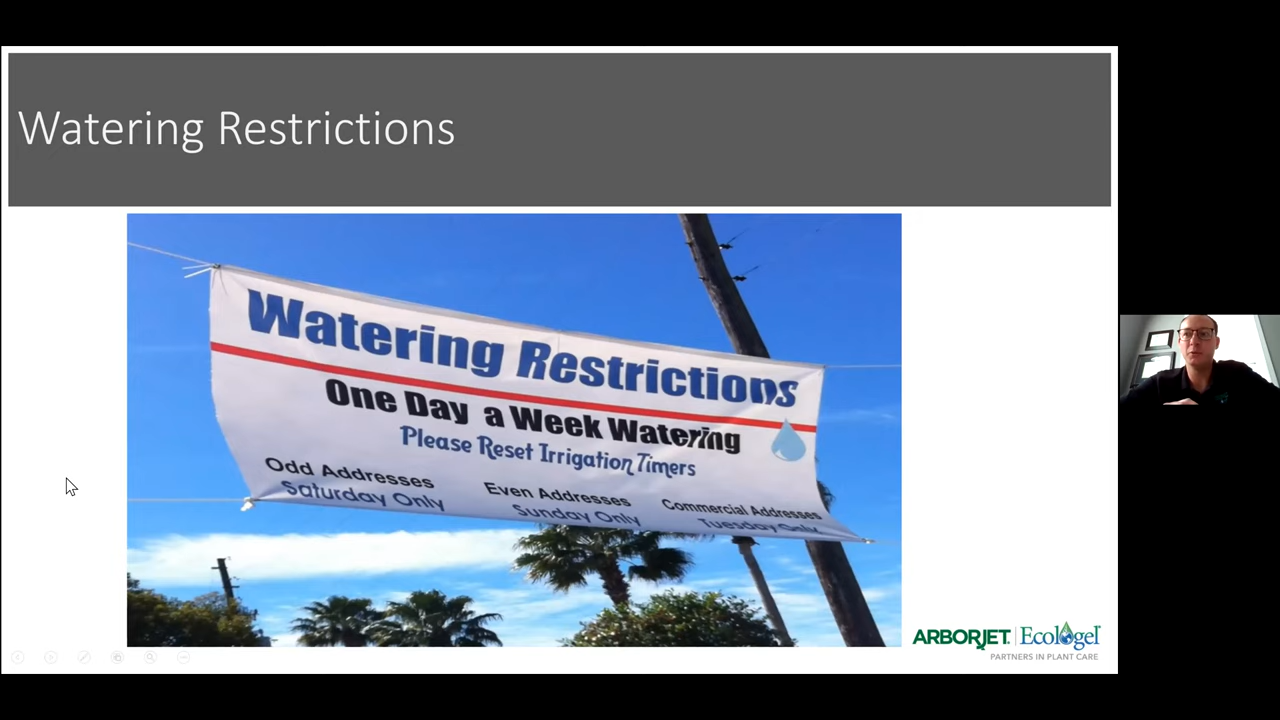 Watering Restrictions
Watering Restrictions
One Day a Week Watering
Please Reset Irrigation Timers
Odd Addresses
Saturday Only
Even Addresses
Sunday Only
Commercial Addresses
Tuesday Only
ARBORJET | Ecologel
PARTNERS IN PLANT CARE